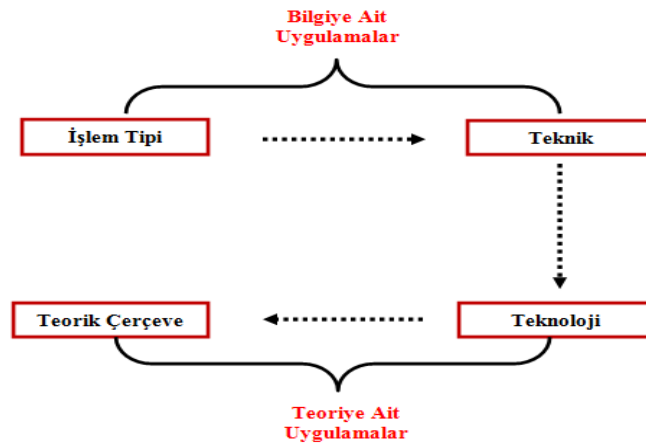 Bilgiye Ait
Uygulamalar
İşlem Tipi
Teknik
Teorik Çerçeve
Teknoloji
Teoriye Ait
Uygulamalar